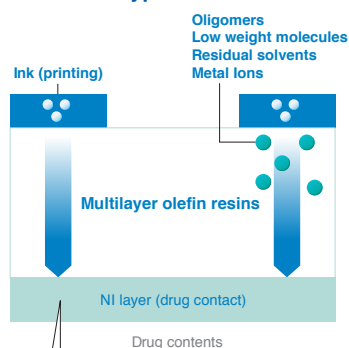 Oligomers
Low weight molecules
Residual solvents
Metal Ions
Ink (printing)
Multilayer olefin resins
NI layer (drug contact)
Drug contents